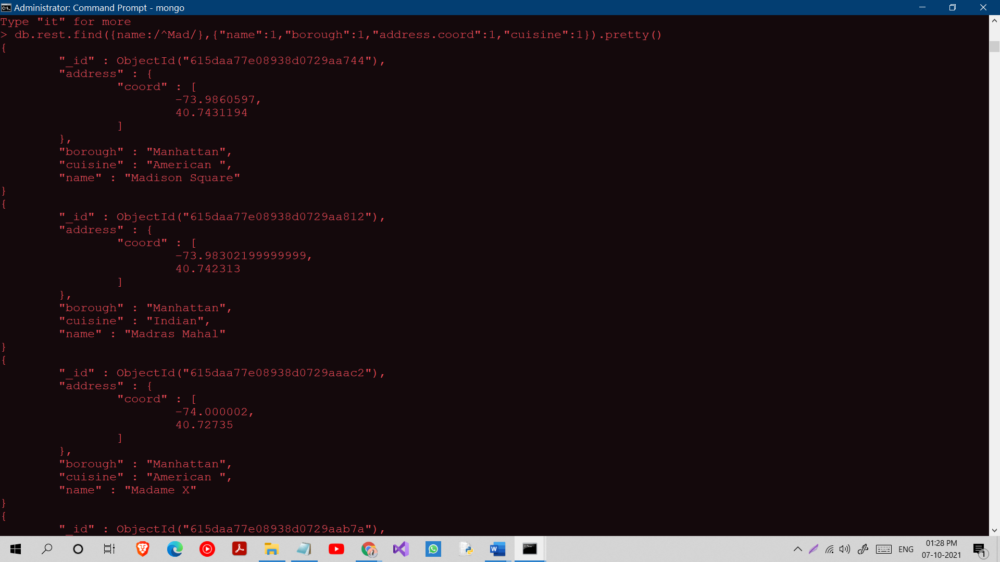 Administrator: Command Prompt - mongo
Type "it" for more
> db.rest.find({name:/^Mad/},{"name":1,"borough":1,"address.coord":1,"cuisine":1}).pretty()
{
        "_id" : ObjectId("615daa77e08938d0729aa744"),
        "address" : {
                "coord" : [
                        -73.9860597,
                        40.7431194
                ]
        },
        "borough" : "Manhattan",
        "cuisine" : "American ",
        "name" : "Madison Square"
}
{
        "_id" : ObjectId("615daa77e08938d0729aa812"),
        "address" : {
                "coord" : [
                        -73.98302199999999,
                        40.742313
                ]
        },
        "borough" : "Manhattan",
        "cuisine" : "Indian",
        "name" : "Madras Mahal"
}
{
        "_id" : ObjectId("615daa77e08938d0729aaac2"),
        "address" : {
                "coord" : [
                        -74.000002,
                        40.72735
                ]
        },
        "borough" : "Manhattan",
        "cuisine" : "American ",
        "name" : "Madame X"
}
{
        "_id" : ObjectId("615daa77e08938d0729aab7a"),
ENG
01:28 PM
07-10-2021
1